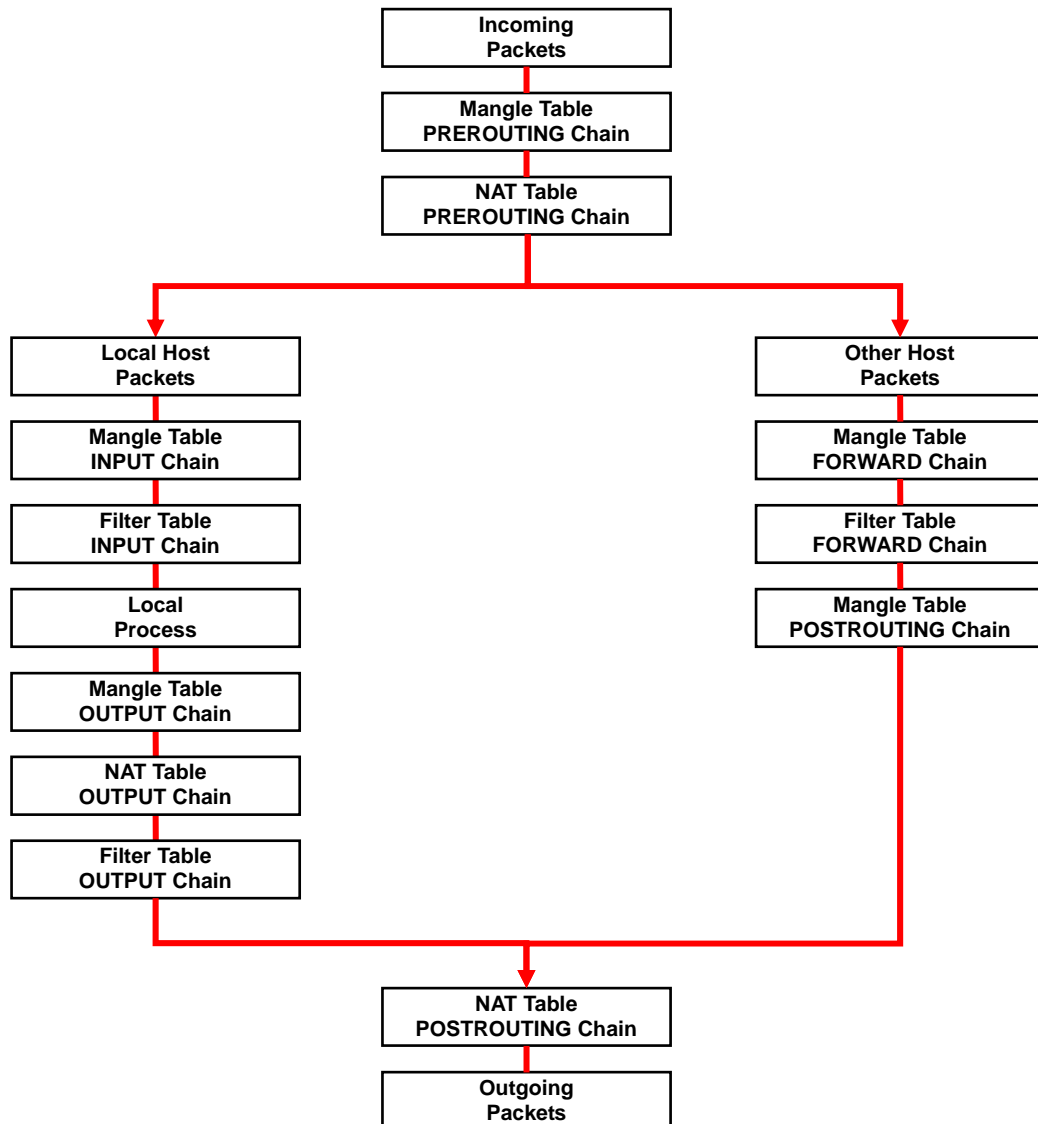 Incoming
Packets
Mangle Table
PREROUTING Chain
NAT Table
PREROUTING Chain
Local Host
Packets
Mangle Table
INPUT Chain
Filter Table
INPUT Chain
Local
Process
Mangle Table
OUTPUT Chain
NAT Table
OUTPUT Chain
Filter Table
OUTPUT Chain
Other Host
Packets
Mangle Table
FORWARD Chain
Filter Table
FORWARD Chain
Mangle Table
POSTROUTING Chain
NAT Table
POSTROUTING Chain
Outgoing
Packets